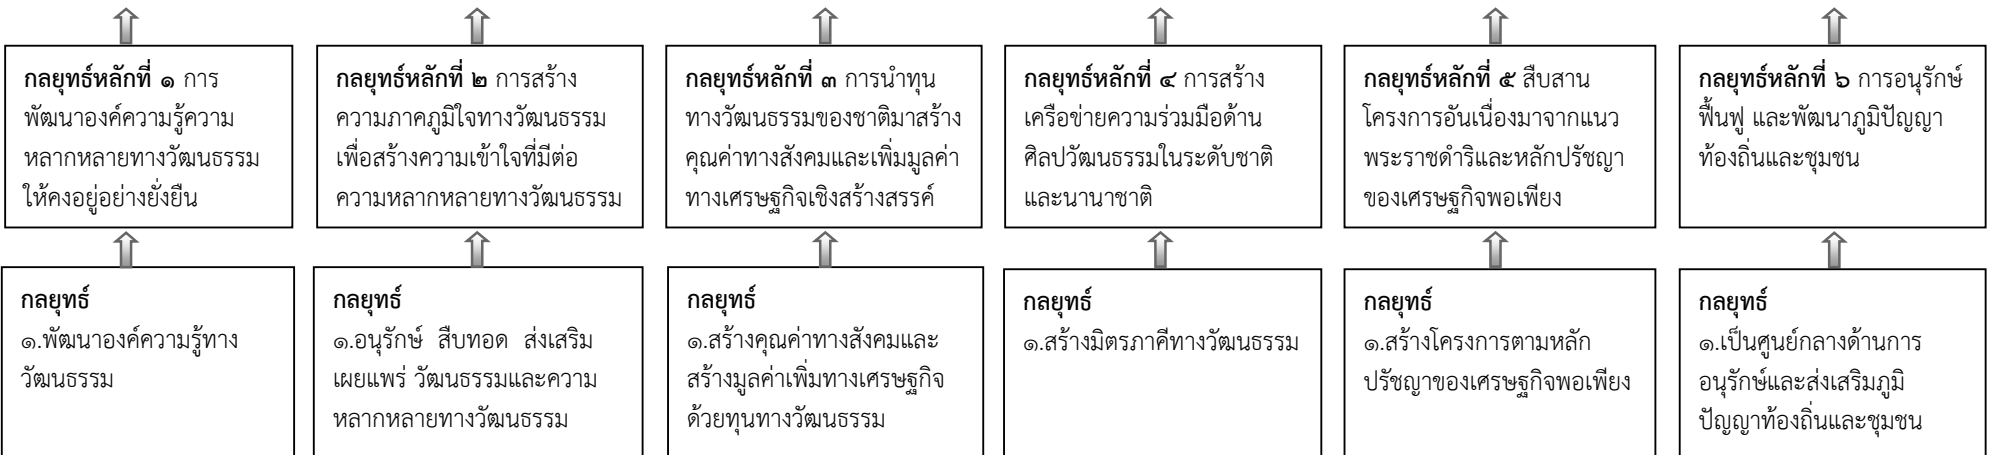 กลยุทธ์หลักที่ ๑ การ
พัฒนาองค์ความรู้ความ
หลากหลายทางวัฒนธรรม
ให้คงอยู่อย่างยั่งยืน
กลยุทธ์หลักที่ ๒ การสร้าง
ความภาคภูมิใจทางวัฒนธรรม
เพื่อสร้างความเข้าใจที่มีต่อ
ความหลากหลายทางวัฒนธรรม
กลยุทธ์หลักที่ ๓ การนำทุน
ทางวัฒนธรรมของชาติมาสร้าง
คุณค่าทางสังคมและเพิ่มมูลค่า
ทางเศรษฐกิจเชิงสร้างสรรค์
กลยุทธ์หลักที่ ๔ การสร้าง
เครือข่ายความร่วมมือด้าน
ศิลปวัฒนธรรมในระดับชาติ
และนานาชาติ
กลยุทธ์หลักที่ ๕ สืบสาน
โครงการอันเนื่องมาจากแนว
พระราชดำริและหลักปรัชญา
ของเศรษฐกิจพอเพียง
กลยุทธ์หลักที่ ๖ การอนุรักษ์
ฟื้นฟู และพัฒนาภูมิปัญญา
ท้องถิ่นและชุมชน
กลยุทธ์
๑.พัฒนาองค์ความรู้ทาง
วัฒนธรรม
กลยุทธ์
๑.อนุรักษ์ สืบทอด ส่งเสริม
เผยแพร่ วัฒนธรรมและความ
หลากหลายทางวัฒนธรรม
กลยุทธ์
๑.สร้างคุณค่าทางสังคมและ
สร้างมูลค่าเพิ่มทางเศรษฐกิจ
ด้วยทุนทางวัฒนธรรม
กลยุทธ์
๑.สร้างมิตรภาคีทางวัฒนธรรม
กลยุทธ์
๑.สร้างโครงการตามหลัก
ปรัชญาของเศรษฐกิจพอเพียง
กลยุทธ์
๑.เป็นศูนย์กลางด้านการ
อนุรักษ์และส่งเสริมภูมิ
ปัญญาท้องถิ่นและชุมชน